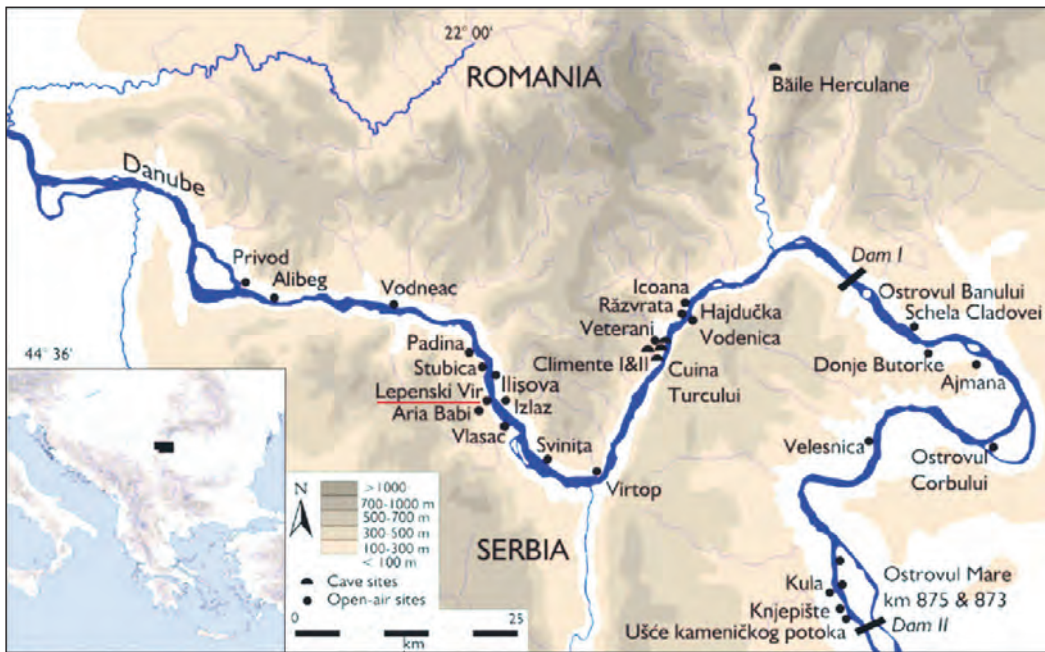 22° 00'
ROMANIA
Băile Herculane
Danube
Dam I
Privod
Alibeg
Vodneac
Icoana
Răzvrata
Hajdučka
Vodenica
Ostrovul Banului
Schela Cladovei
Veterani
Padina
44° 36'
Stubica
Climente I&II
Cuina
Turcului
Donje Butorke
Ajmana
Lepenski Vir
Ilişova
Izlaz
Aria Babi
Vlasac
Sviniţa
Velesnica
Ostrovul
Corbului
Virtop
N
>1000
700-1000 m
500-700 m
300-500 m
100-300 m
< 100 m
SERBIA
Cave sites
Open-air sites
0
25
km
Kula
Ostrovul Mare
km 875 & 873
Knjepište
Ušće kameničkog potoka
Dam II